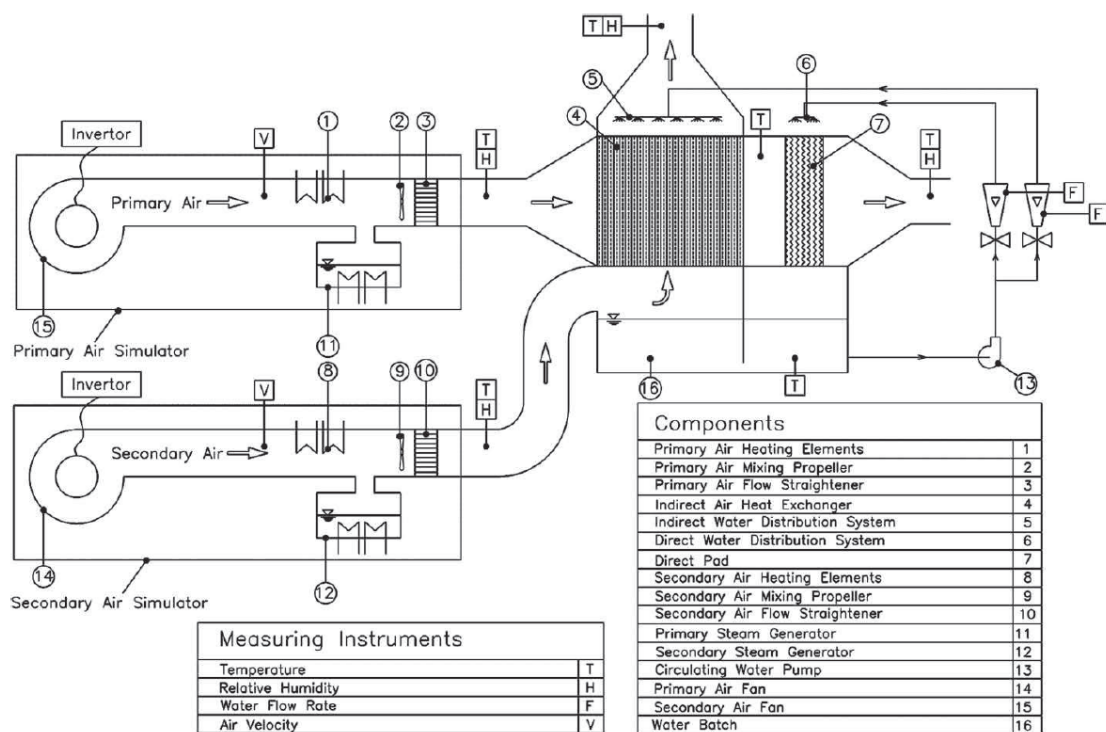 T H
5
6
4
7
Invertor
V
1
2
3
T
H
T
T
H
Primary Air
F
F
15
11
Primary Air Simulator
Invertor
V
8
9
10
T
H
16
T
13
Secondary Air
14
12
Secondary Air Simulator
Components
Primary Air Heating Elements 1
Primary Air Mixing Propeller 2
Primary Air Flow Straightener 3
Indirect Air Heat Exchanger 4
Indirect Water Distribution System 5
Direct Water Distribution System 6
Direct Pad 7
Secondary Air Heating Elements 8
Secondary Air Mixing Propeller 9
Secondary Air Flow Straightener 10
Primary Steam Generator 11
Secondary Steam Generator 12
Circulating Water Pump 13
Primary Air Fan 14
Secondary Air Fan 15
Water Batch 16
Measuring Instruments
Temperature T
Relative Humidity H
Water Flow Rate F
Air Velocity V